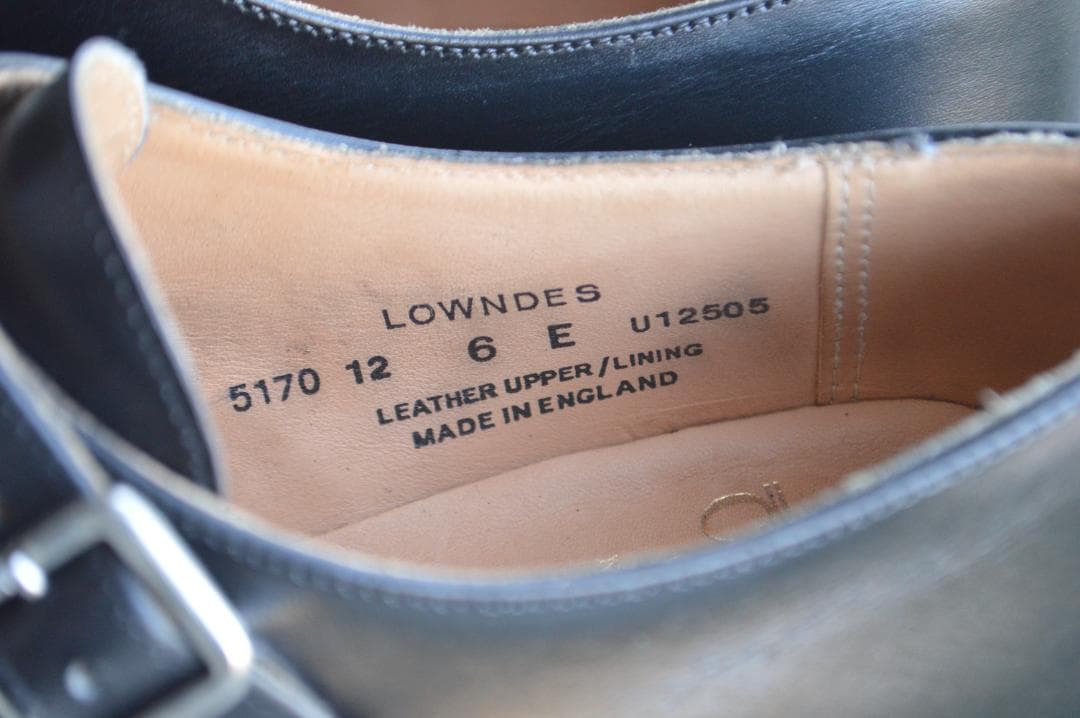 LOWNDES
5170 12 6 E U12505
LEATHER UPPER/LINING
MADE IN ENGLAND